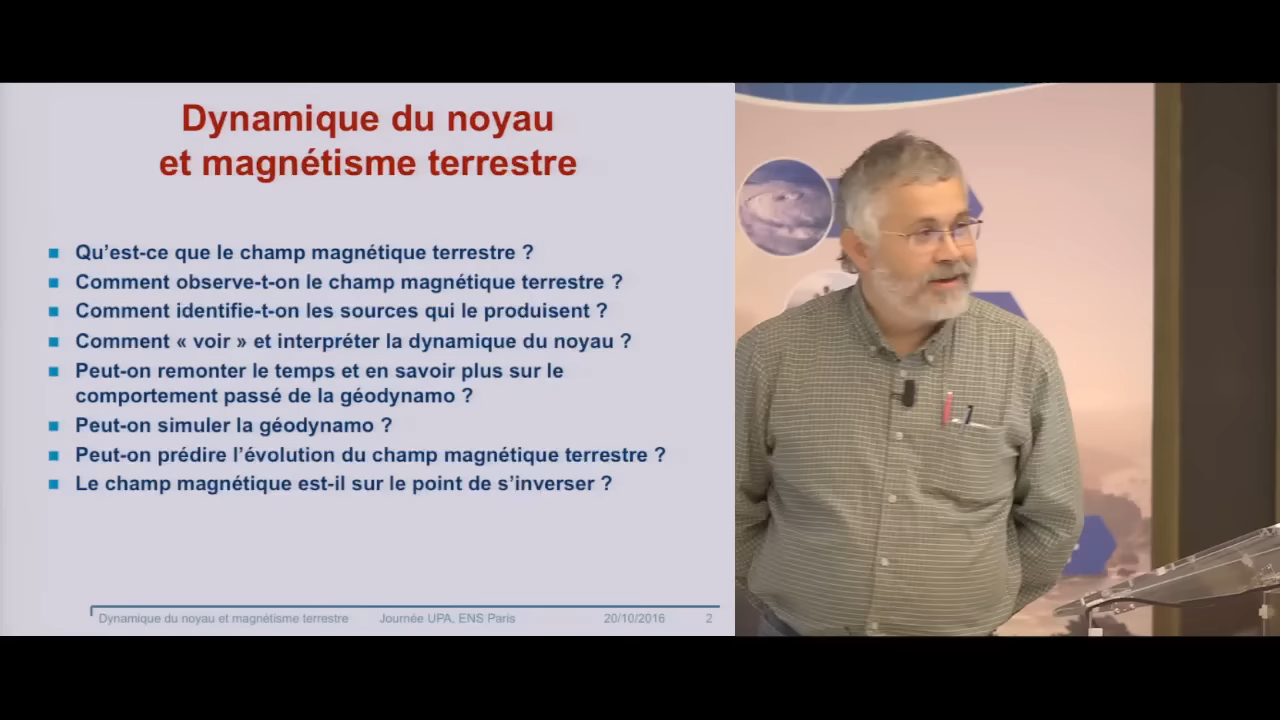 Dynamique du noyau
et magnétisme terrestre
Qu’est-ce que le champ magnétique terrestre ?
Comment observe-t-on le champ magnétique terrestre ?
Comment identifie-t-on les sources qui le produisent ?
Comment « voir » et interpréter la dynamique du noyau ?
Peut-on remonter le temps et en savoir plus sur le
comportement passé de la géodynamo ?
Peut-on simuler la géodynamo ?
Peut-on prédire l’évolution du champ magnétique terrestre ?
Le champ magnétique est-il sur le point de s’inverser ?
Dynamique du noyau et magnétisme terrestre Journée UPA, ENS Paris 20/10/2016 2